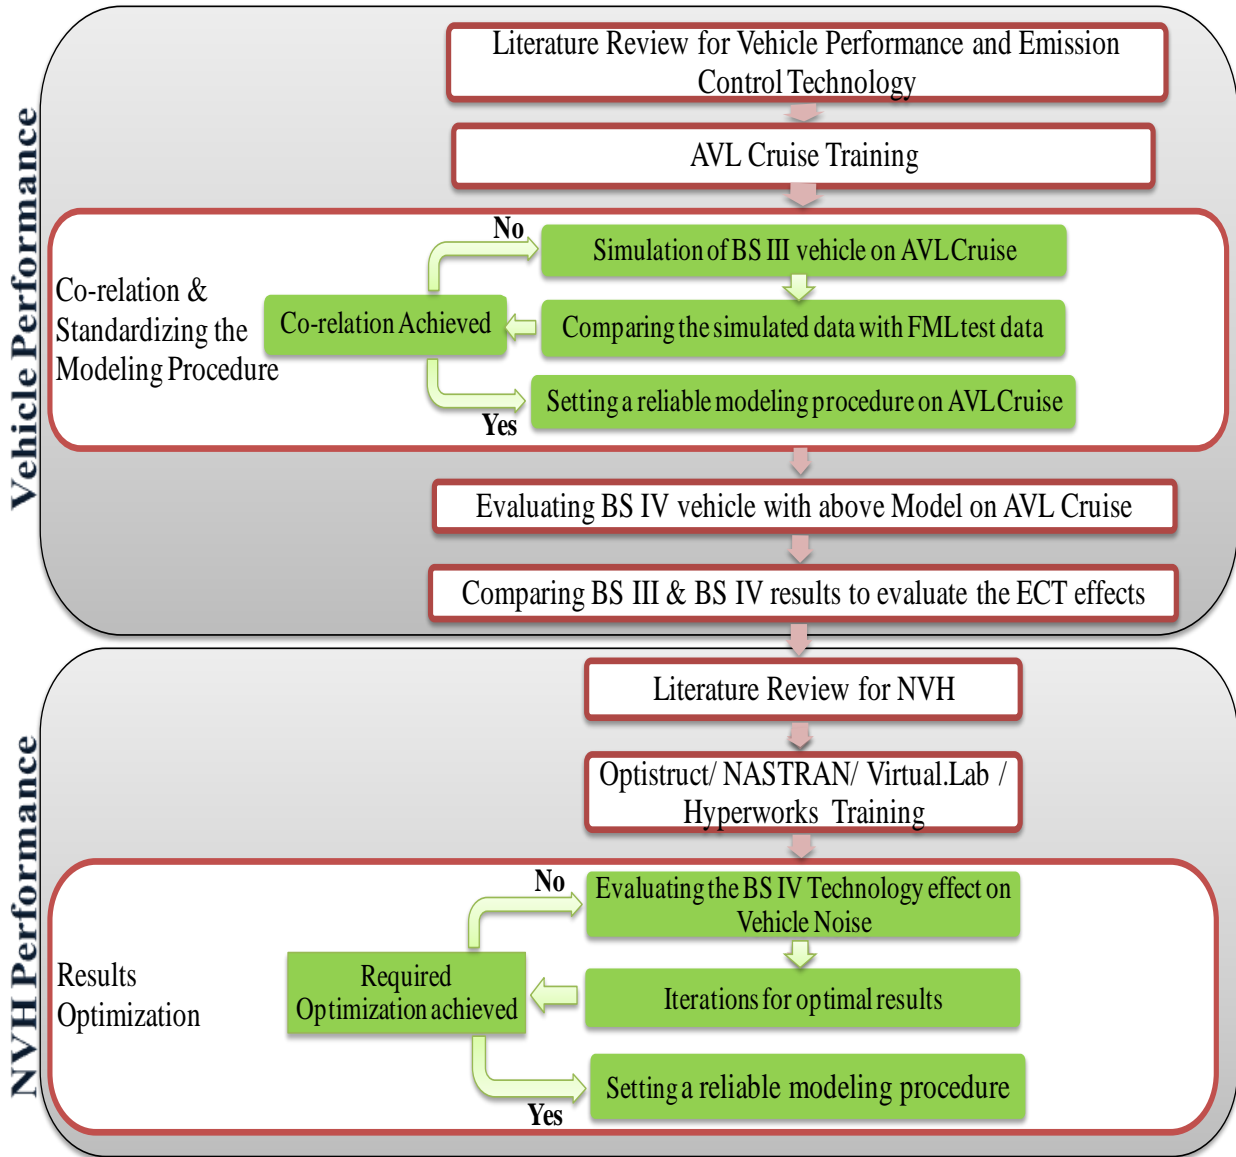 Vehicle Performance
Literature Review for Vehicle Performance and Emission
Control Technology
AVL Cruise Training
Co-relation &
Standardizing the
Modeling Procedure
No
Simulation of BS III vehicle on AVL Cruise
Co-relation Achieved
Comparing the simulated data with FML test data
Yes
Setting a reliable modeling procedure on AVL Cruise
Evaluating BS IV vehicle with above Model on AVL Cruise
Comparing BS III & BS IV results to evaluate the ECT effects
NVH Performance
Literature Review for NVH
Optistruct/ NASTRAN/ Virtual.Lab /
Hyperworks Training
Results
Optimization
No
Evaluating the BS IV Technology effect on
Vehicle Noise
Required
Optimization achieved
Iterations for optimal results
Yes
Setting a reliable modeling procedure